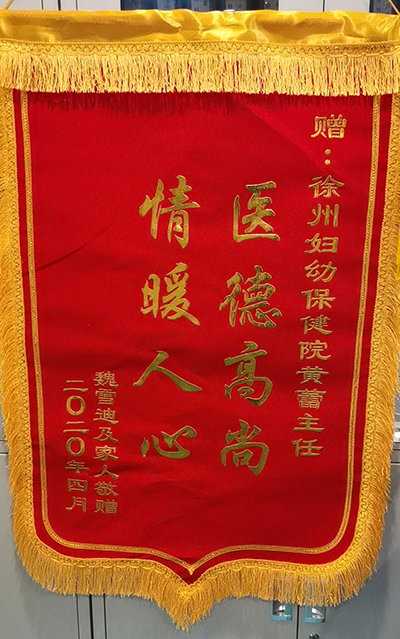 赠：徐州妇幼保健院黄蕾主任
医德高尚
情暖人心
魏雪迪及家人敬赠
二〇二〇年四月